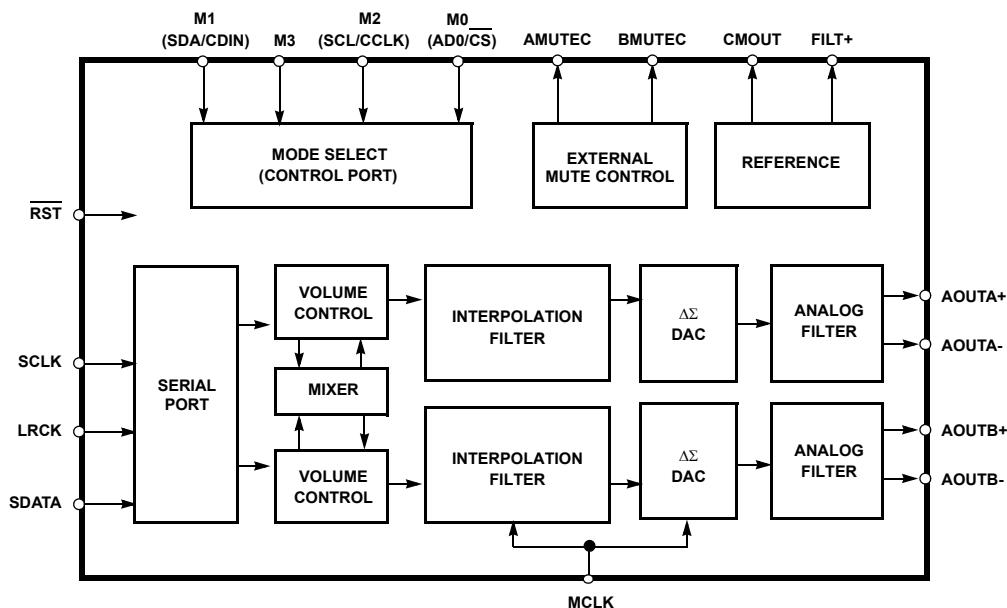 M1
(SDA/CDIN)
M3
M2
(SCL/CCLK)
M0
(AD0/CS)
AMUTEC
BMUTEC
CMOUT
FILT+
MODE SELECT
(CONTROL PORT)
EXTERNAL
MUTE CONTROL
REFERENCE
RST
SERIAL
PORT
VOLUME
CONTROL
INTERPOLATION
FILTER
ΔΣ
DAC
ANALOG
FILTER
AOUTA+
AOUTA-
SCLK
MIXER
LRCK
VOLUME
CONTROL
INTERPOLATION
FILTER
ΔΣ
DAC
ANALOG
FILTER
AOUTB+
AOUTB-
SDATA
MCLK